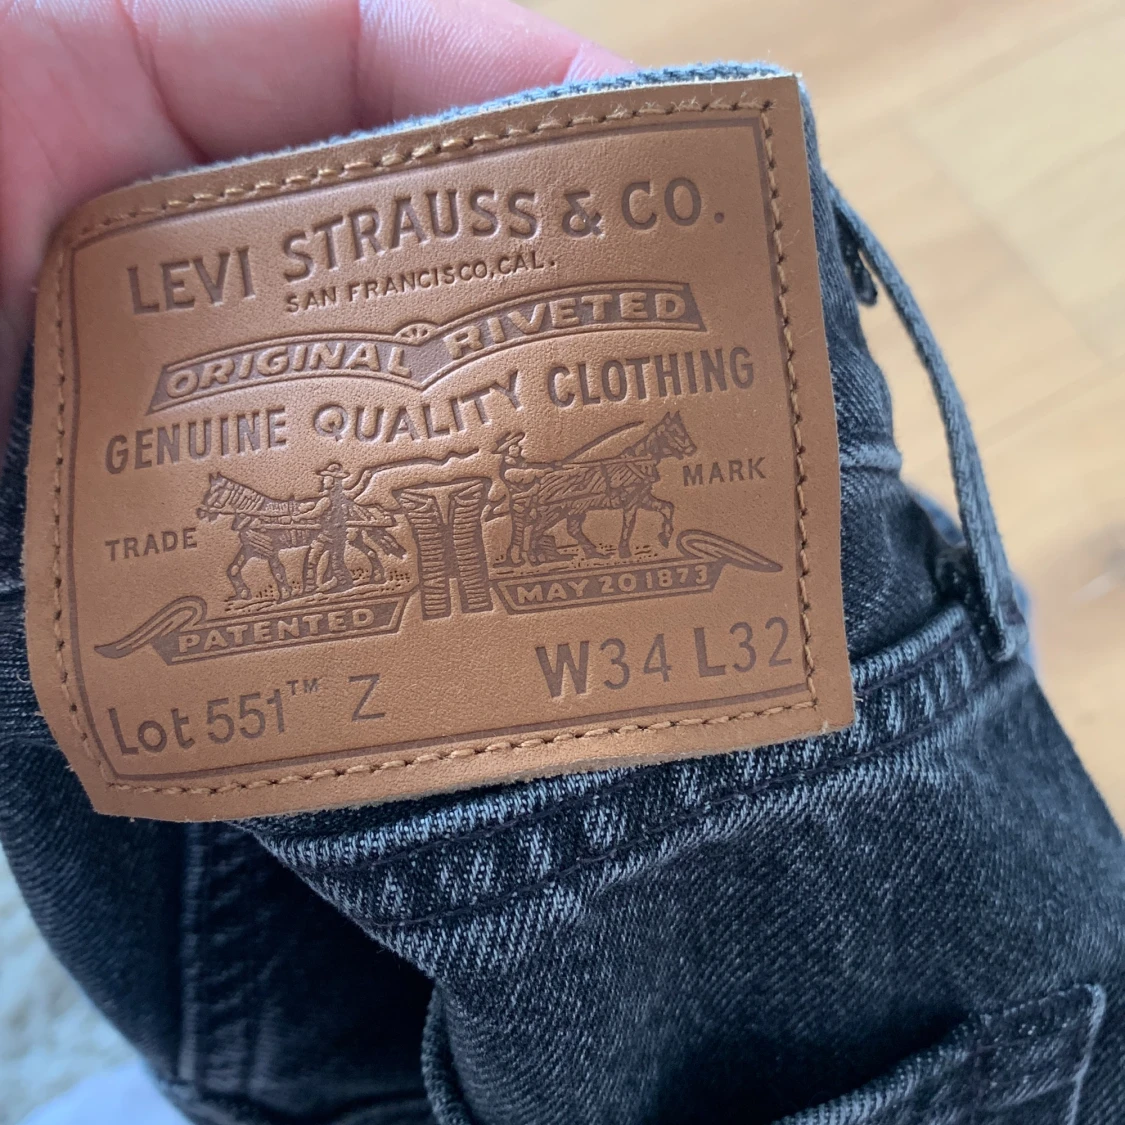 LEVI STRAUSS & CO.
SAN FRANCISCO, CAL.
ORIGINAL RIVETED
GENUINE QUALITY CLOTHING
TRADE MARK
PATENTED MAY 20 1873
Lot 551™ Z W34 L32